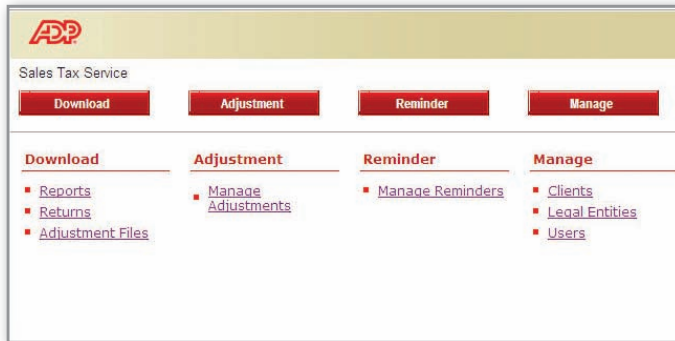 ADP
Sales Tax Service
Download Adjustment Reminder Manage
Download Adjustment Reminder Manage
Reports Manage Adjustments Manage Reminders Clients
Returns Legal Entities
Adjustment Files Users